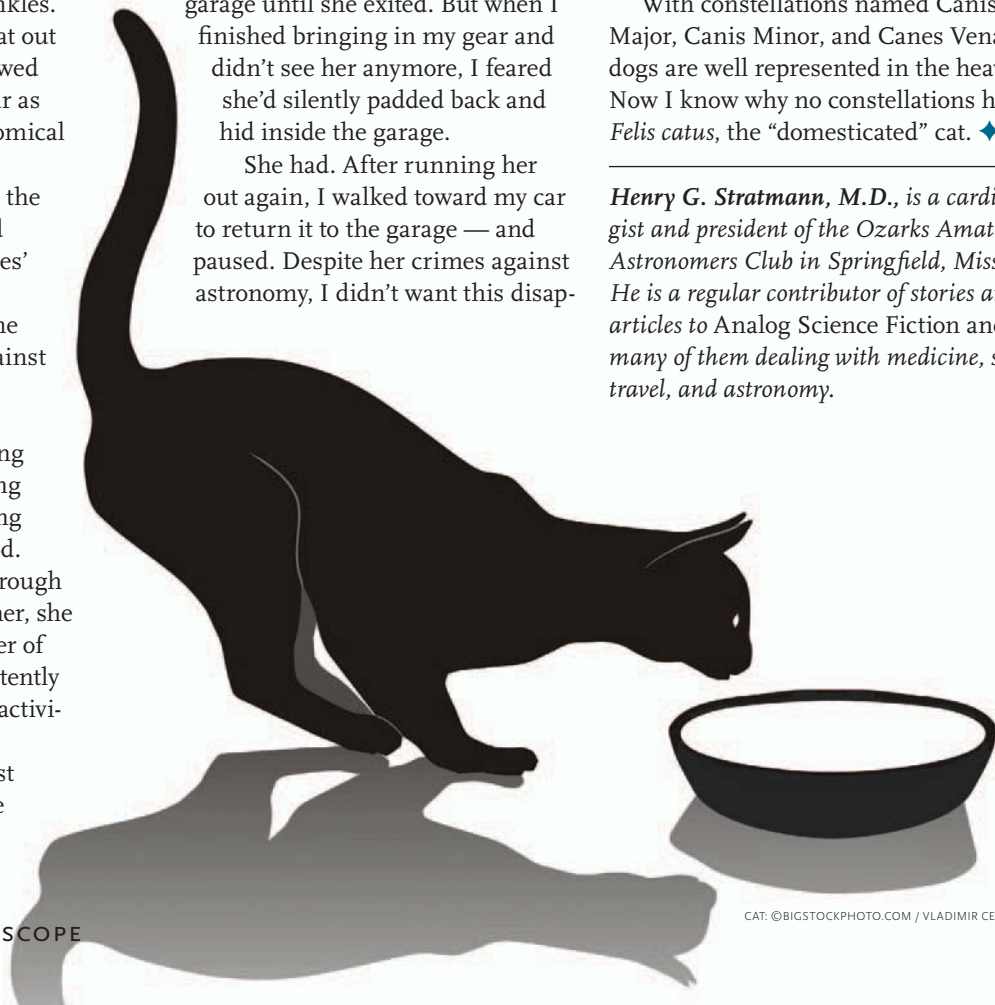 nkles.
at out
wed
r as
omical
the
d
es’
ne
ainst
ng
ng
ng
d.
rough
her, she
er of
tently
activi-
st
e
SCOPE
garage until she exited. But when I
finished bringing in my gear and
didn’t see her anymore, I feared
she’d silently padded back and
hid inside the garage.
She had. After running her
out again, I walked toward my car
to return it to the garage — and
paused. Despite her crimes against
astronomy, I didn’t want this disap-
With constellations named Canis
Major, Canis Minor, and Canes Vena
dogs are well represented in the heav
Now I know why no constellations h
Felis catus, the “domesticated” cat.
Henry G. Stratmann, M.D., is a cardi
gist and president of the Ozarks Amat
Astronomers Club in Springfield, Miss
He is a regular contributor of stories a
articles to Analog Science Fiction and
many of them dealing with medicine, s
travel, and astronomy.
CAT: ©BIGSTOCKPHOTO.COM / VLADIMIR CE